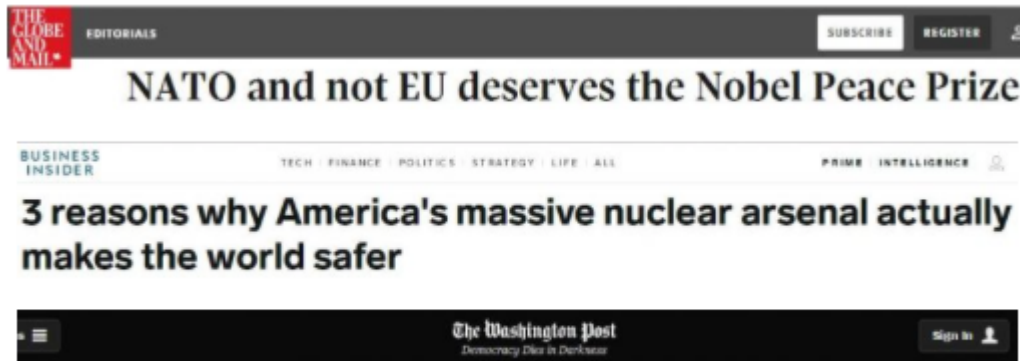 THE
GLOBE
AND
MAIL
EDITORIALS
SUBSCRIBE
REGISTER
NATO and not EU deserves the Nobel Peace Prize
BUSINESS
INSIDER
TECH | FINANCE | POLITICS | STRATEGY | LIFE | ALL
PRIME | INTELLIGENCE
3 reasons why America's massive nuclear arsenal actually
makes the world safer
The Washington Post
Democracy Dies in Darkness
Sign In